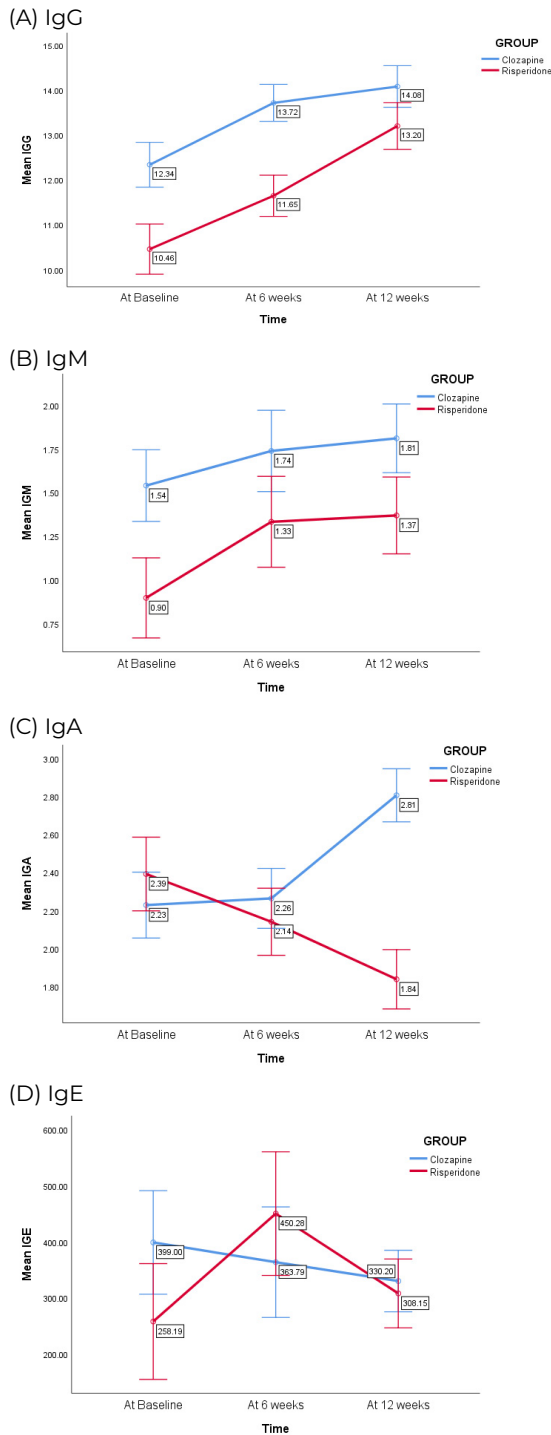 (A) IgG
GROUP
Clozapine
Risperidone
Mean IGG
15.00
14.00
13.00
12.00
11.00
10.00
12.34
13.72
14.08
10.46
11.65
13.20
At Baseline
At 6 weeks
At 12 weeks
Time
(B) IgM
GROUP
Clozapine
Risperidone
Mean IGM
2.00
1.75
1.50
1.25
1.00
0.75
1.54
1.74
1.81
0.90
1.33
1.37
At Baseline
At 6 weeks
At 12 weeks
Time
(C) IgA
GROUP
Clozapine
Risperidone
Mean IGA
3.00
2.80
2.60
2.40
2.20
2.00
1.80
2.39
2.23
2.26
2.14
2.81
1.84
At Baseline
At 6 weeks
At 12 weeks
Time
(D) IgE
GROUP
Clozapine
Risperidone
Mean IGE
600.00
500.00
400.00
300.00
200.00
399.00
258.19
450.28
363.79
330.20
308.15
At Baseline
At 6 weeks
At 12 weeks
Time